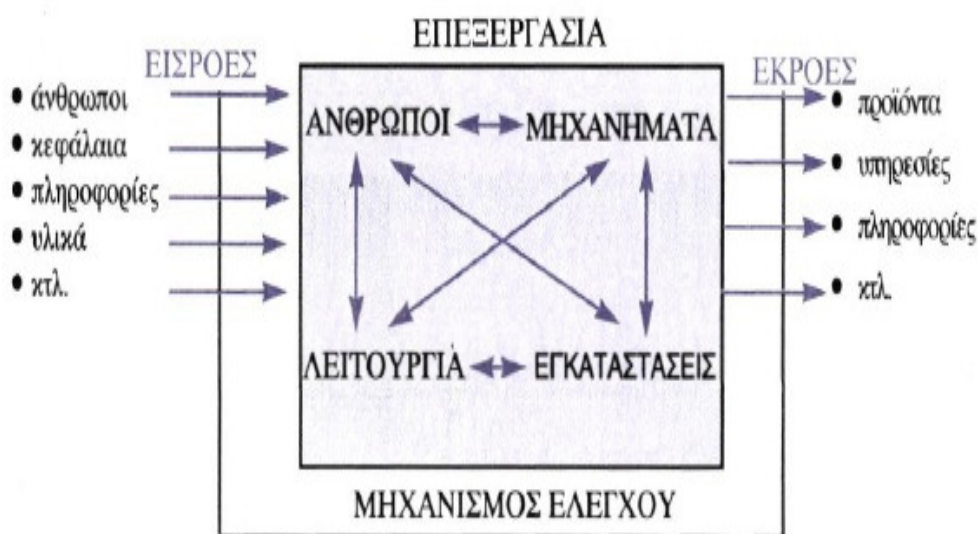 ΕΠΕΞΕΡΓΑΣΙΑ
ΕΙΣΡΟΕΣ
• άνθρωποι
• κεφάλαια
• πληροφορίες
• υλικά
• κτλ.
ΑΝΘΡΩΠΟΙ ΜΗΧΑΝΗΜΑΤΑ
ΛΕΙΤΟΥΡΓΙΑ ΕΓΚΑΤΑΣΤΑΣΕΙΣ
ΕΚΡΟΕΣ
• προϊόντα
• υπηρεσίες
• πληροφορίες
• κτλ.
ΜΗΧΑΝΙΣΜΟΣ ΕΛΕΓΧΟΥ